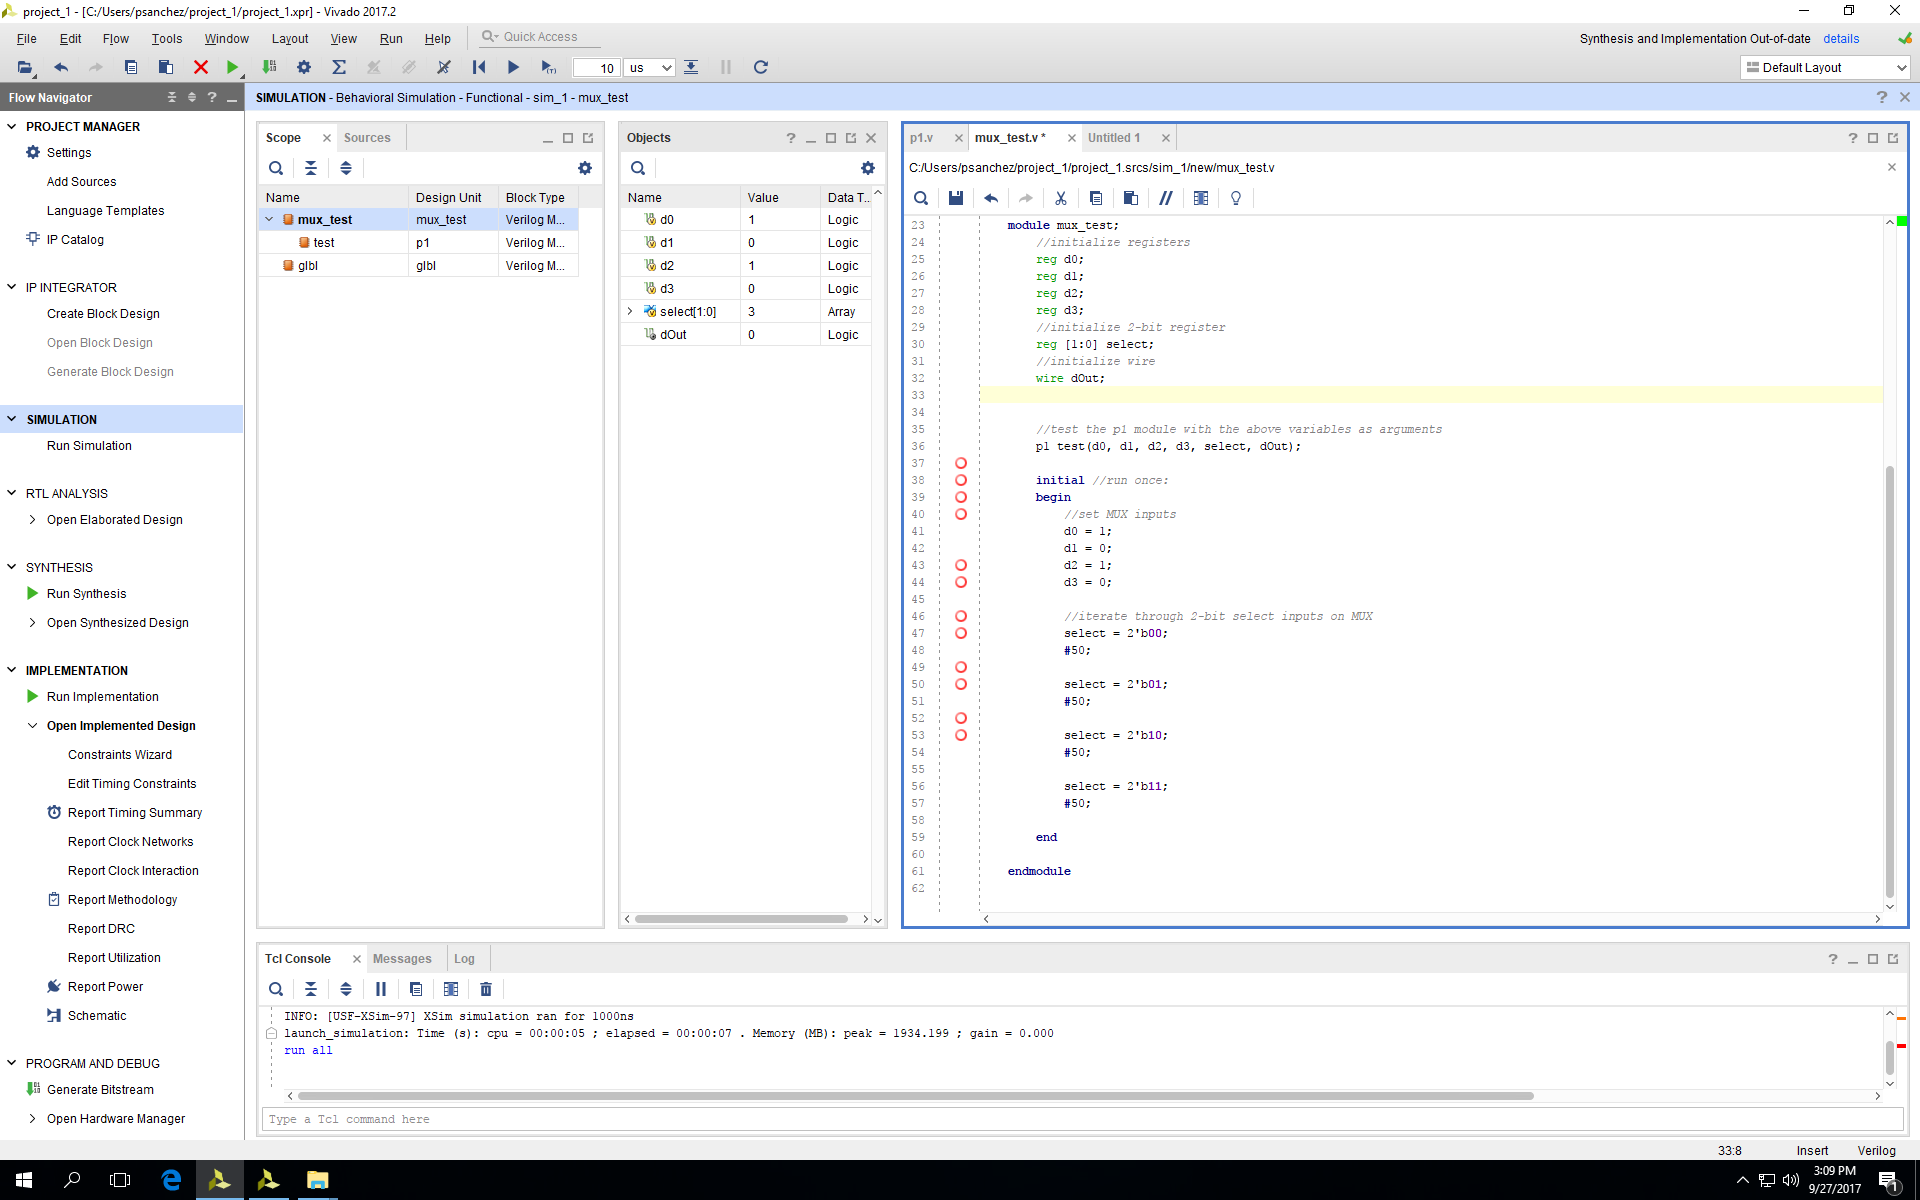 project_1 - [C:/Users/psanchez/project_1/project_1.xpr] - Vivado 2017.2
File Edit Flow Tools Window Layout View Run Help Quick Access
Synthesis and Implementation Out-of-date details
10 us Default Layout
Flow Navigator
PROJECT MANAGER
Settings
Add Sources
Language Templates
IP Catalog
IP INTEGRATOR
Create Block Design
Open Block Design
Generate Block Design
SIMULATION
Run Simulation
RTL ANALYSIS
Open Elaborated Design
SYNTHESIS
Run Synthesis
Open Synthesized Design
IMPLEMENTATION
Run Implementation
Open Implemented Design
Constraints Wizard
Edit Timing Constraints
Report Timing Summary
Report Clock Networks
Report Clock Interaction
Report Methodology
Report DRC
Report Utilization
Report Power
Schematic
PROGRAM AND DEBUG
Generate Bitstream
Open Hardware Manager
SIMULATION - Behavioral Simulation - Functional - sim_1 - mux_test
Scope Sources
Name Design Unit Block Type
mux_test mux_test Verilog M...
test p1 Verilog M...
glbl glbl Verilog M...
Objects
Name Value Data T...
d0 1 Logic
d1 0 Logic
d2 1 Logic
d3 0 Logic
select[1:0] 3 Array
dOut 0 Logic
p1.v mux_test.v * Untitled 1
C:/Users/psanchez/project_1/project_1.srcs/sim_1/new/mux_test.v
23 module mux_test;
24 //initialize registers
25 reg d0;
26 reg d1;
27 reg d2;
28 reg d3;
29 //initialize 2-bit register
30 reg [1:0] select;
31 //initialize wire
32 wire dOut;
33
34
35 //test the p1 module with the above variables as arguments
36 p1 test(d0, d1, d2, d3, select, dOut);
37
38 initial //run once:
39 begin
40 //set MUX inputs
41 d0 = 1;
42 d1 = 0;
43 d2 = 1;
44 d3 = 0;
45
46 //iterate through 2-bit select inputs on MUX
47 select = 2'b00;
48 #50;
49
50 select = 2'b01;
51 #50;
52
53 select = 2'b10;
54 #50;
55
56 select = 2'b11;
57 #50;
58
59 end
60
61 endmodule
62
Tcl Console Messages Log
INFO: [USF-XSim-97] XSim simulation ran for 1000ns
launch_simulation: Time (s): cpu = 00:00:05 ; elapsed = 00:00:07 . Memory (MB): peak = 1934.199 ; gain = 0.000
run all
Type a Tcl command here
33:8 Insert Verilog
3:09 PM
9/27/2017
1